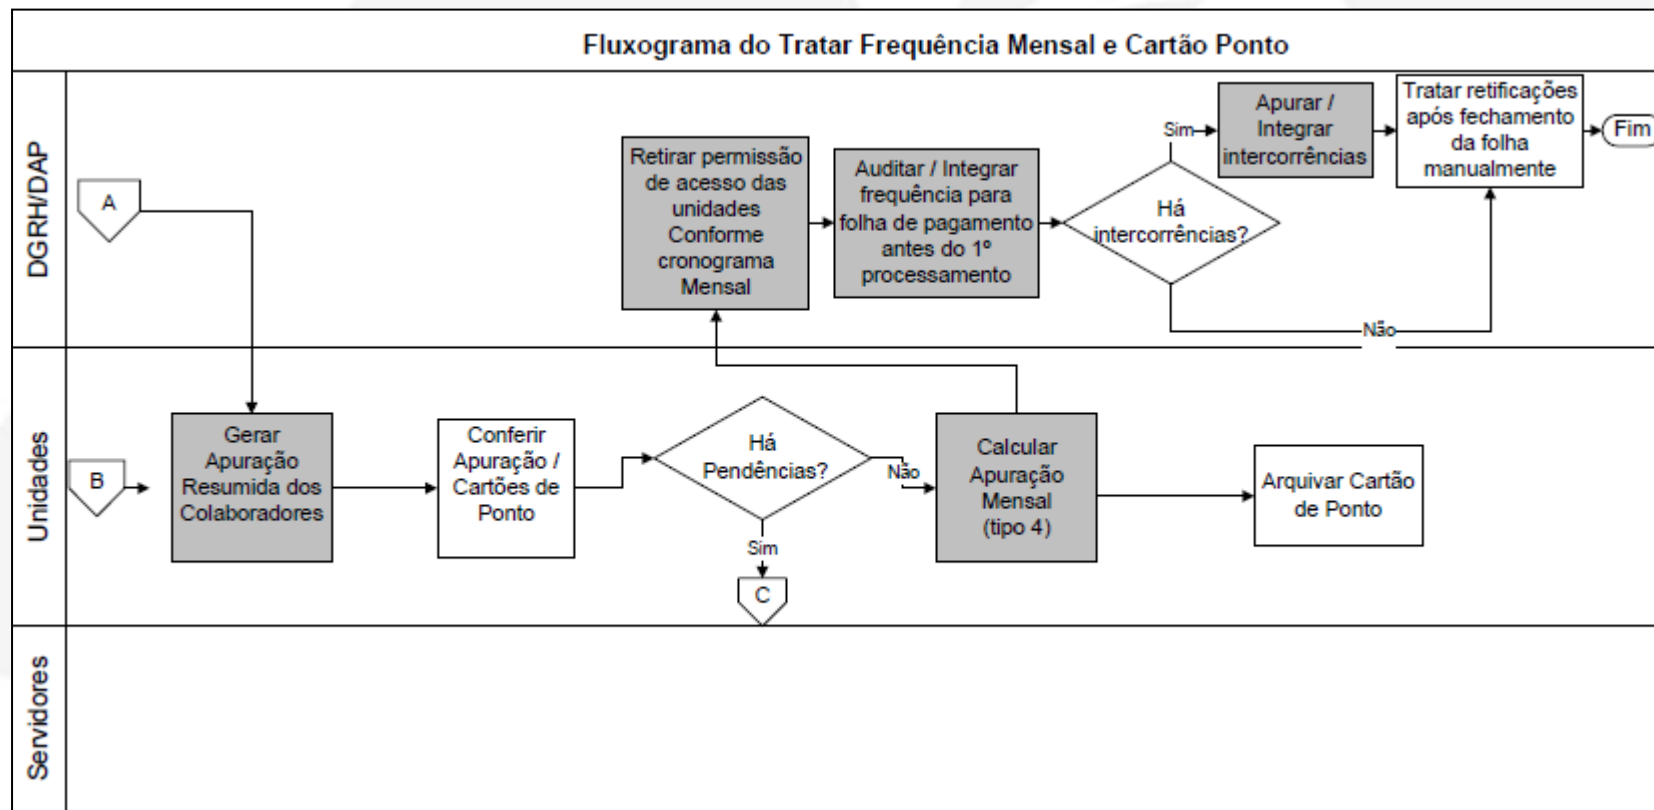 Fluxograma do Tratar Frequência Mensal e Cartão Ponto
DGRH/DAP
A
Retirar permissão
de acesso das
unidades
Conforme
cronograma
Mensal
Auditar / Integrar
frequência para
folha de pagamento
antes do 1º
processamento
Há
intercorrências?
Sim
Apurar /
Integrar
intercorrências
Tratar retificações
após fechamento
da folha
manualmente
Fim
Não
Unidades
B
Gerar
Apuração
Resumida dos
Colaboradores
Conferir
Apuração /
Cartões de
Ponto
Há
Pendências?
Não
Sim
C
Calcular
Apuração
Mensal
(tipo 4)
Arquivar Cartão
de Ponto
Servidores